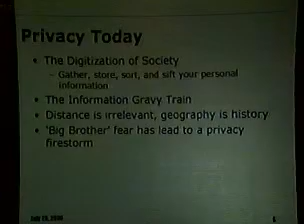 Privacy Today
• The Digitization of Society
– Gather, store, sort, and sift your personal
information
• The Information Gravy Train
• Distance is irrelevant, geography is history
• 'Big Brother' fear has lead to a privacy
firestorm